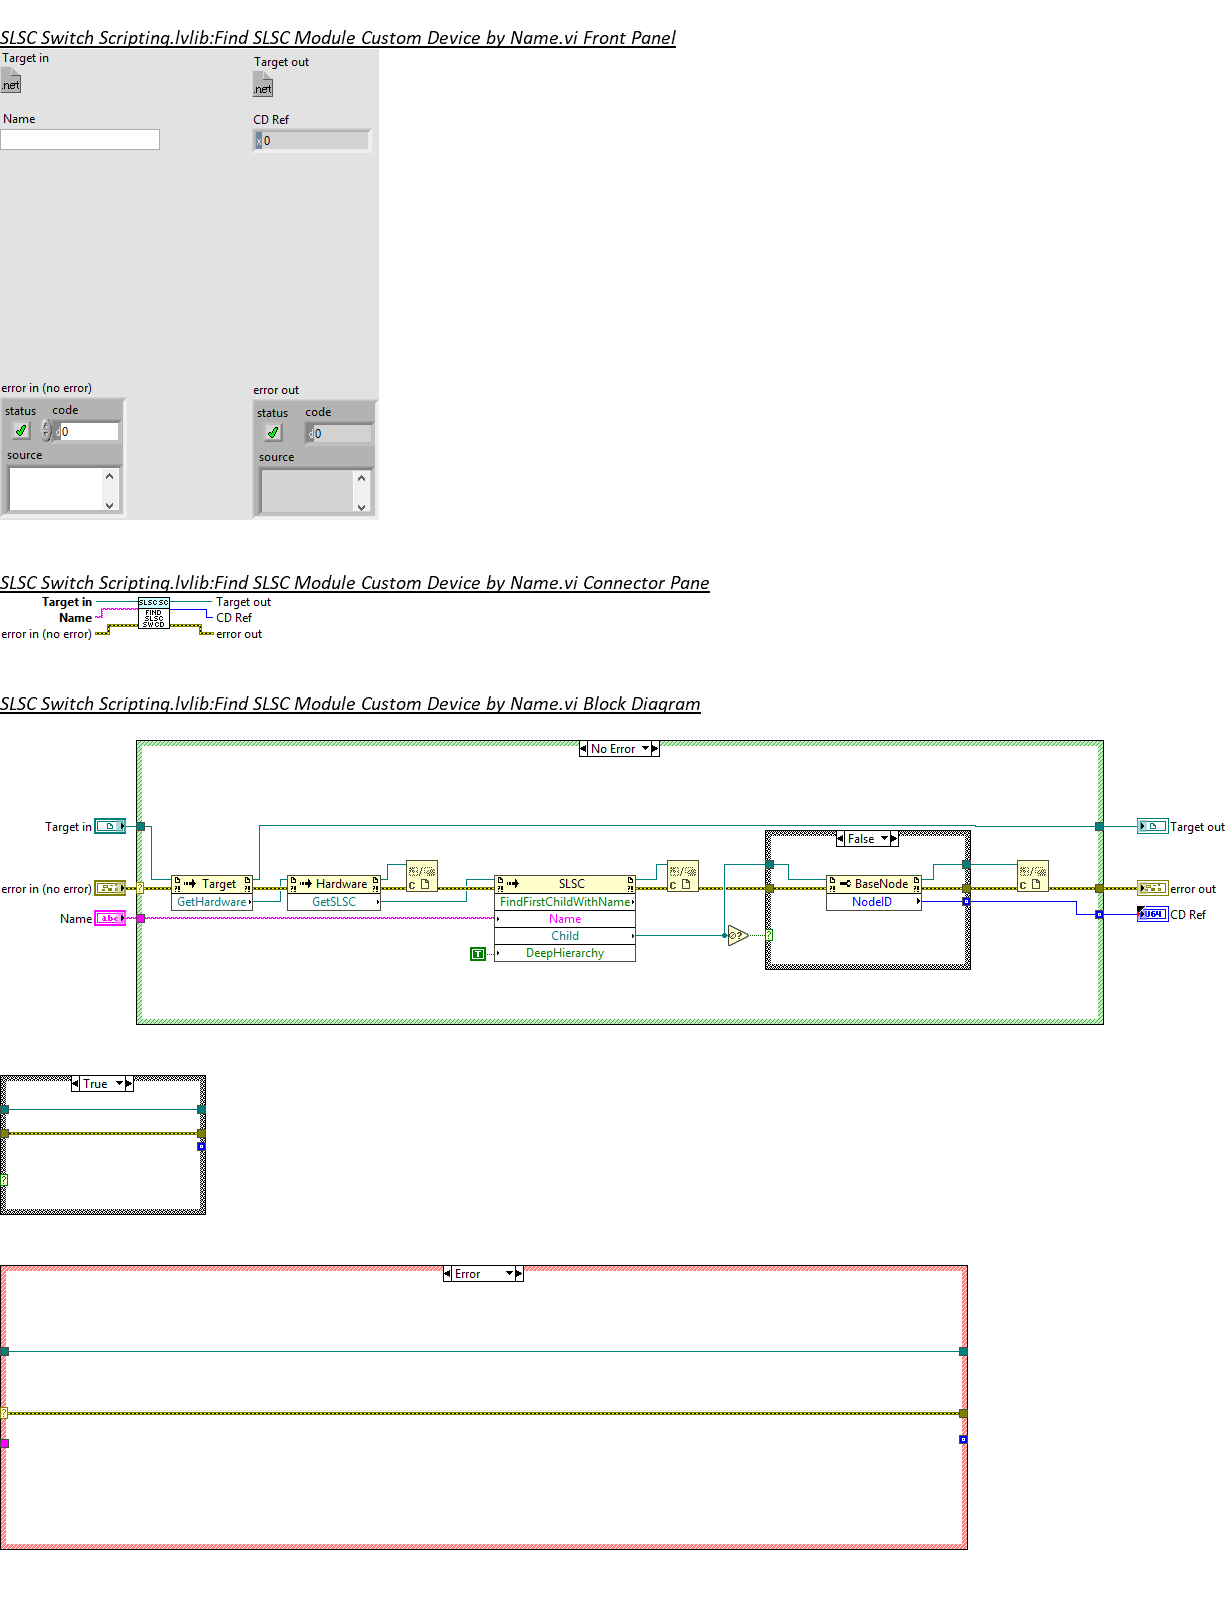 SLSC Switch Scripting.lvlib:Find SLSC Module Custom Device by Name.vi Front Panel
Target in
Target out
.net
.net
Name
CD Ref
x 0
error in (no error)
error out
status code
status code
d 0
d 0
source
source
SLSC Switch Scripting.lvlib:Find SLSC Module Custom Device by Name.vi Connector Pane
Target in
Name
error in (no error)
SLSC SC
FIND
SLSC
SW CD
Target out
CD Ref
error out
SLSC Switch Scripting.lvlib:Find SLSC Module Custom Device by Name.vi Block Diagram
No Error
Target in
Target out
False
error in (no error)
Target
GetHardware
Hardware
GetSLSC
C
SLSC
FindFirstChildWithName
Name
Child
DeepHierarchy
T
C
?
BaseNode
NodeID
C
error out
Name
abc
U64
CD Ref
?
?
True
?
Error
?